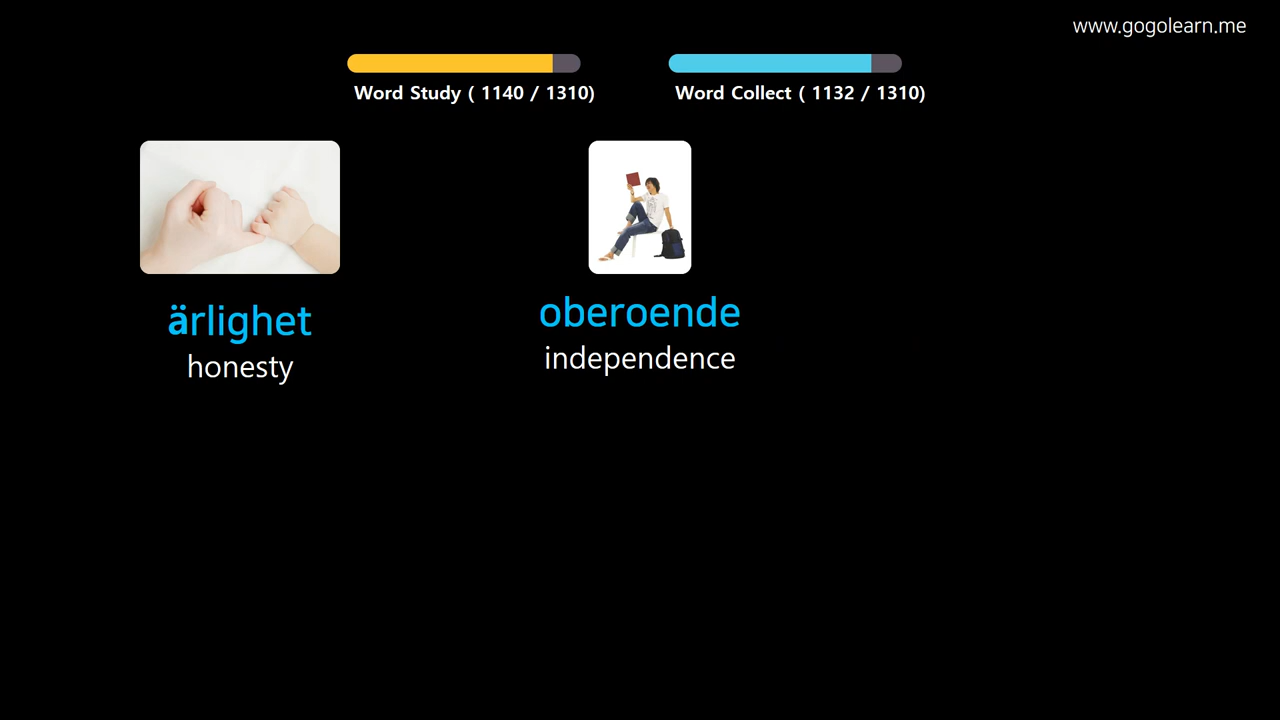 www.gogolearn.me
Word Study ( 1140 / 1310)
Word Collect ( 1132 / 1310)
ärlighet
honesty
oberoende
independence